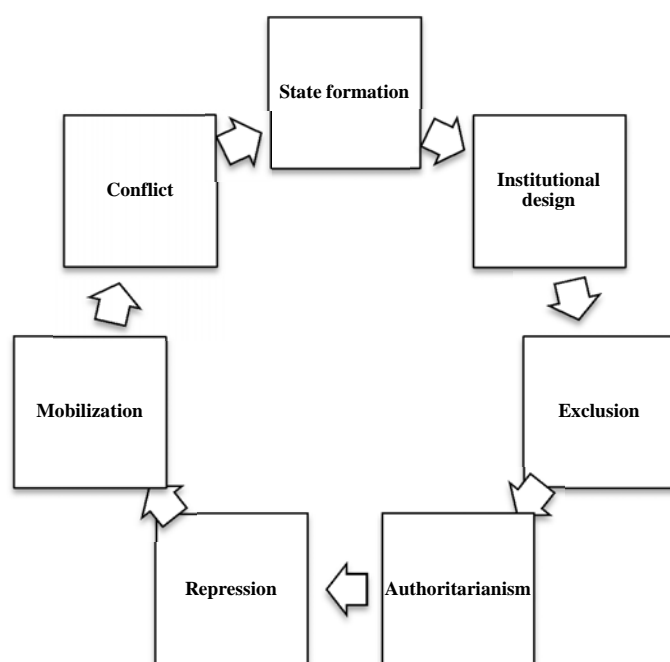 State formation
Institutional
design
Exclusion
Authoritarianism
Repression
Mobilization
Conflict